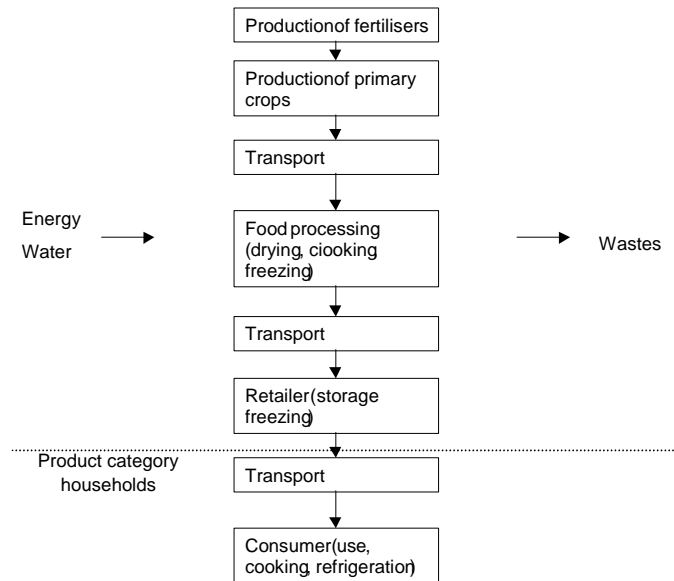 Productionof fertilisers
Productionof primary
crops
Transport
Energy
Water
Food processing
(drying, ciooking
freezing)
Wastes
Transport
Retailer(storage
freezing)
Product category
households
Transport
Consumer(use,
cooking, refrigeration)